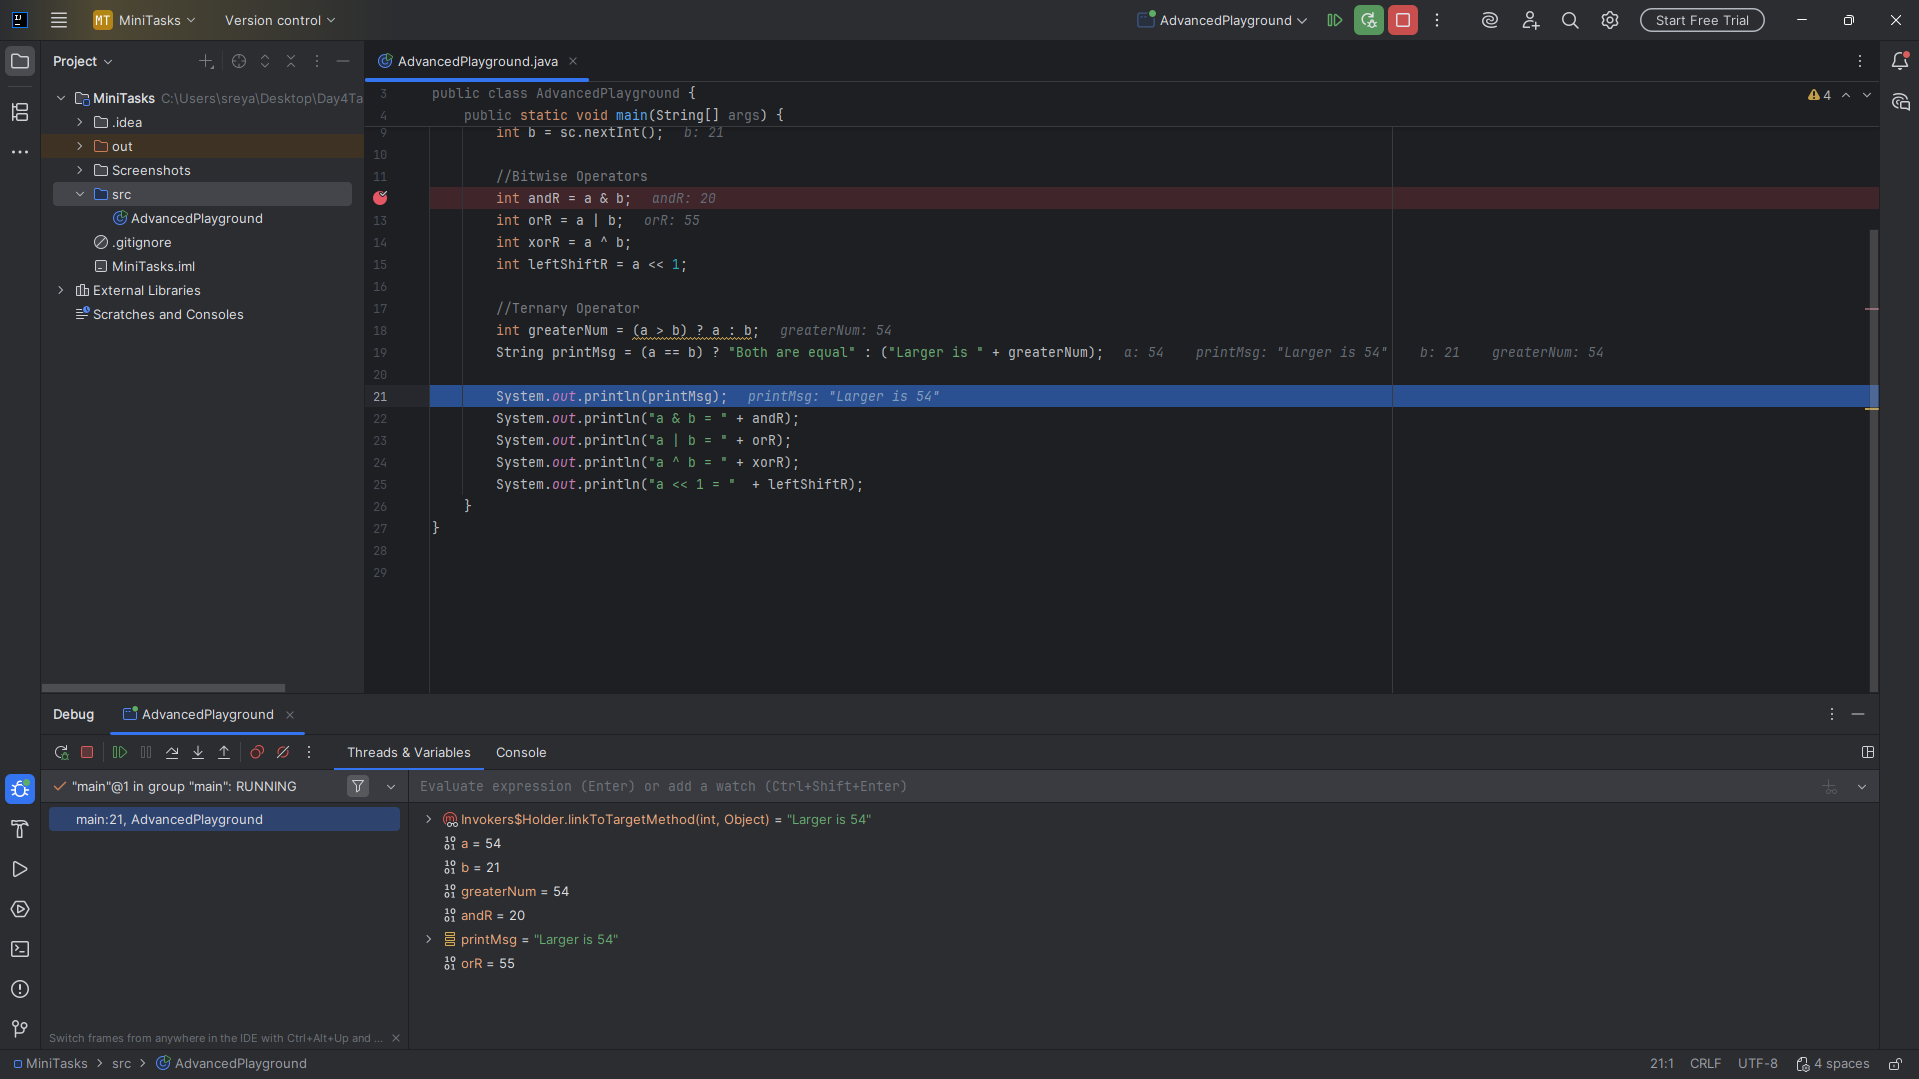 MT MiniTasks Version control AdvancedPlayground Start Free Trial
Project
AdvancedPlayground.java
MiniTasks C:\Users\sreya\Desktop\Day4Ta
.idea
out
Screenshots
src
AdvancedPlayground
.gitignore
MiniTasks.iml
External Libraries
Scratches and Consoles
4
3 public class AdvancedPlayground {
4 public static void main(String[] args) {
9 int b = sc.nextInt(); b: 21
10
11 //Bitwise Operators
int andR = a & b; andR: 20
13 int orR = a | b; orR: 55
14 int xorR = a ^ b;
15 int leftShiftR = a << 1;
16
17 //Ternary Operator
18 int greaterNum = (a > b) ? a : b; greaterNum: 54
19 String printMsg = (a == b) ? "Both are equal" : ("Larger is " + greaterNum); a: 54 printMsg: "Larger is 54" b: 21 greaterNum: 54
20
21 System.out.println(printMsg); printMsg: "Larger is 54"
22 System.out.println("a & b = " + andR);
23 System.out.println("a | b = " + orR);
24 System.out.println("a ^ b = " + xorR);
25 System.out.println("a << 1 = " + leftShiftR);
26 }
27 }
28
29
Debug AdvancedPlayground
Threads & Variables Console
"main"@1 in group "main": RUNNING
main:21, AdvancedPlayground
Evaluate expression (Enter) or add a watch (Ctrl+Shift+Enter)
Invokers$Holder.linkToTargetMethod(int, Object) = "Larger is 54"
a = 54
b = 21
greaterNum = 54
andR = 20
printMsg = "Larger is 54"
orR = 55
Switch frames from anywhere in the IDE with Ctrl+Alt+Up and ...
MiniTasks > src > AdvancedPlayground
21:1 CRLF UTF-8 4 spaces